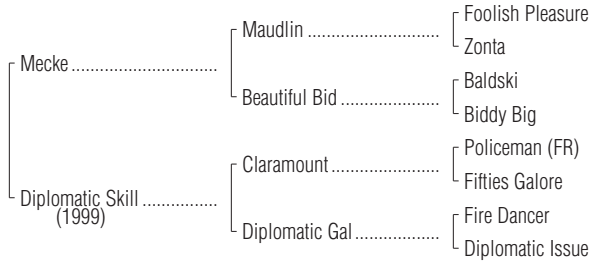 Foolish Pleasure
Maudlin ..............................
Zonta
Mecke ..................................
Baldski
Beautiful Bid ......................
Biddy Big
Policeman (FR)
Claramount.........................
Fifties Galore
Diplomatic Skill ..................
(1999)
Fire Dancer
Diplomatic Gal ...................
Diplomatic Issue